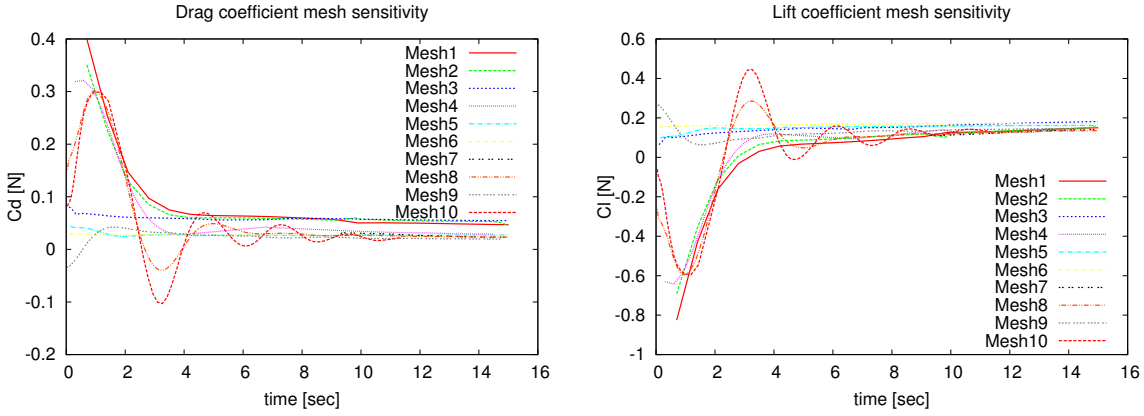 Drag coefficient mesh sensitivity
0.4
0.3
0.2
0.1
0
-0.1
-0.2
Cd [N]
0 2 4 6 8 10 12 14 16
time [sec]
Mesh1
Mesh2
Mesh3
Mesh4
Mesh5
Mesh6
Mesh7
Mesh8
Mesh9
Mesh10
Lift coefficient mesh sensitivity
0.6
0.4
0.2
0
-0.2
-0.4
-0.6
-0.8
-1
Cl [N]
0 2 4 6 8 10 12 14 16
time [sec]
Mesh1
Mesh2
Mesh3
Mesh4
Mesh5
Mesh6
Mesh7
Mesh8
Mesh9
Mesh10